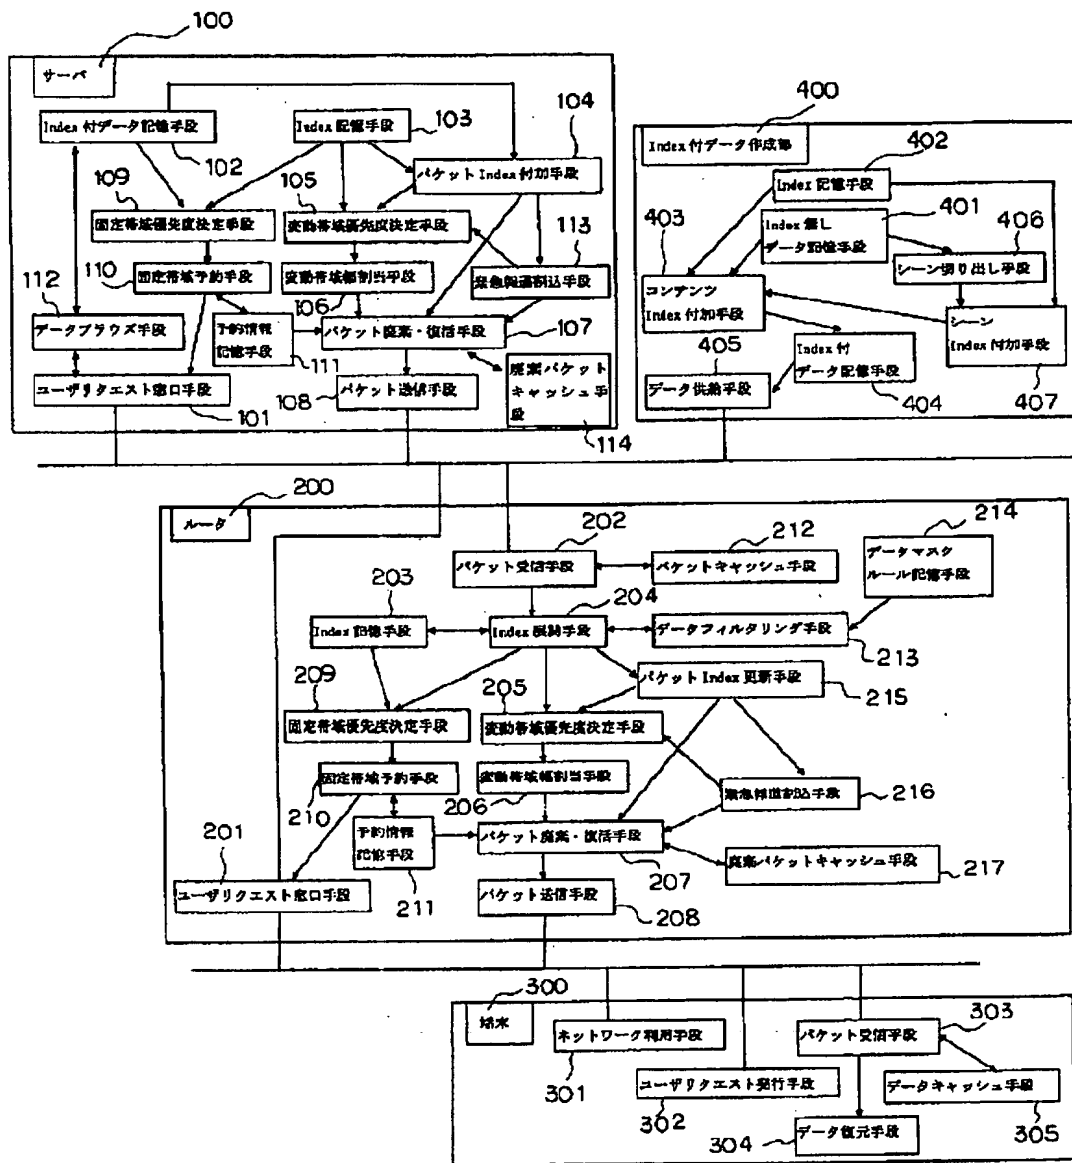 100
サーバ
Index 付データ記憶手段
102
Index 記憶手段
103
104
パケット Index 付加手段
109
固定帯域優先度決定手段
105
変動帯域優先度決定手段
113
緊急報道割込手段
110
固定帯域予約手段
変動帯域幅割当手段
106
112
データブラウズ手段
予約情報
記憶手段
111
パケット廃棄・復活手段
107
ユーザリクエスト窓口手段
101
108
パケット送信手段
廃棄パケット
キャッシュ手
段
114
400
Index 付データ作成部
402
Index 記憶手段
403
401
Index 無し
データ記憶手段
406
シーン切り出し手段
コンテンツ
Index 付加手段
シーン
Index 付加手段
407
405
データ供給手段
Index 付
データ記憶手段
404
200
ルータ
202
パケット受信手段
212
パケットキャッシュ手段
214
データマスク
ルール記憶手段
203
Index 記憶手段
204
Index 展開手段
データフィルタリング手段
213
209
固定帯域優先度決定手段
205
変動帯域優先度決定手段
パケット Index 更新手段
215
固定帯域予約手段
210
変動帯域幅割当手段
206
緊急報道割込手段
216
201
ユーザリクエスト窓口手段
予約情報
記憶手段
211
パケット廃棄・復活手段
207
廃棄パケットキャッシュ手段
217
パケット送信手段
208
300
端末
ネットワーク利用手段
301
パケット受信手段
303
ユーザリクエスト発行手段
302
データキャッシュ手段
305
データ復元手段
304